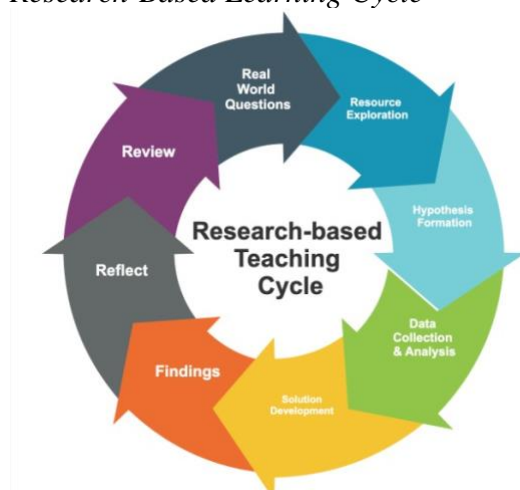 Research-Based Learning Cycle
Real
World
Questions
Resource
Exploration
Hypothesis
Formation
Data
Collection
& Analysis
Solution
Development
Findings
Reflect
Review
Research-based
Teaching
Cycle